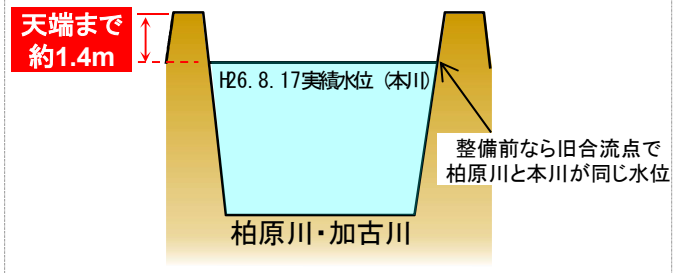 天端まで
約1.4m
H26.8.17実績水位（本川）
整備前なら旧合流点で
柏原川と本川が同じ水位
柏原川・加古川